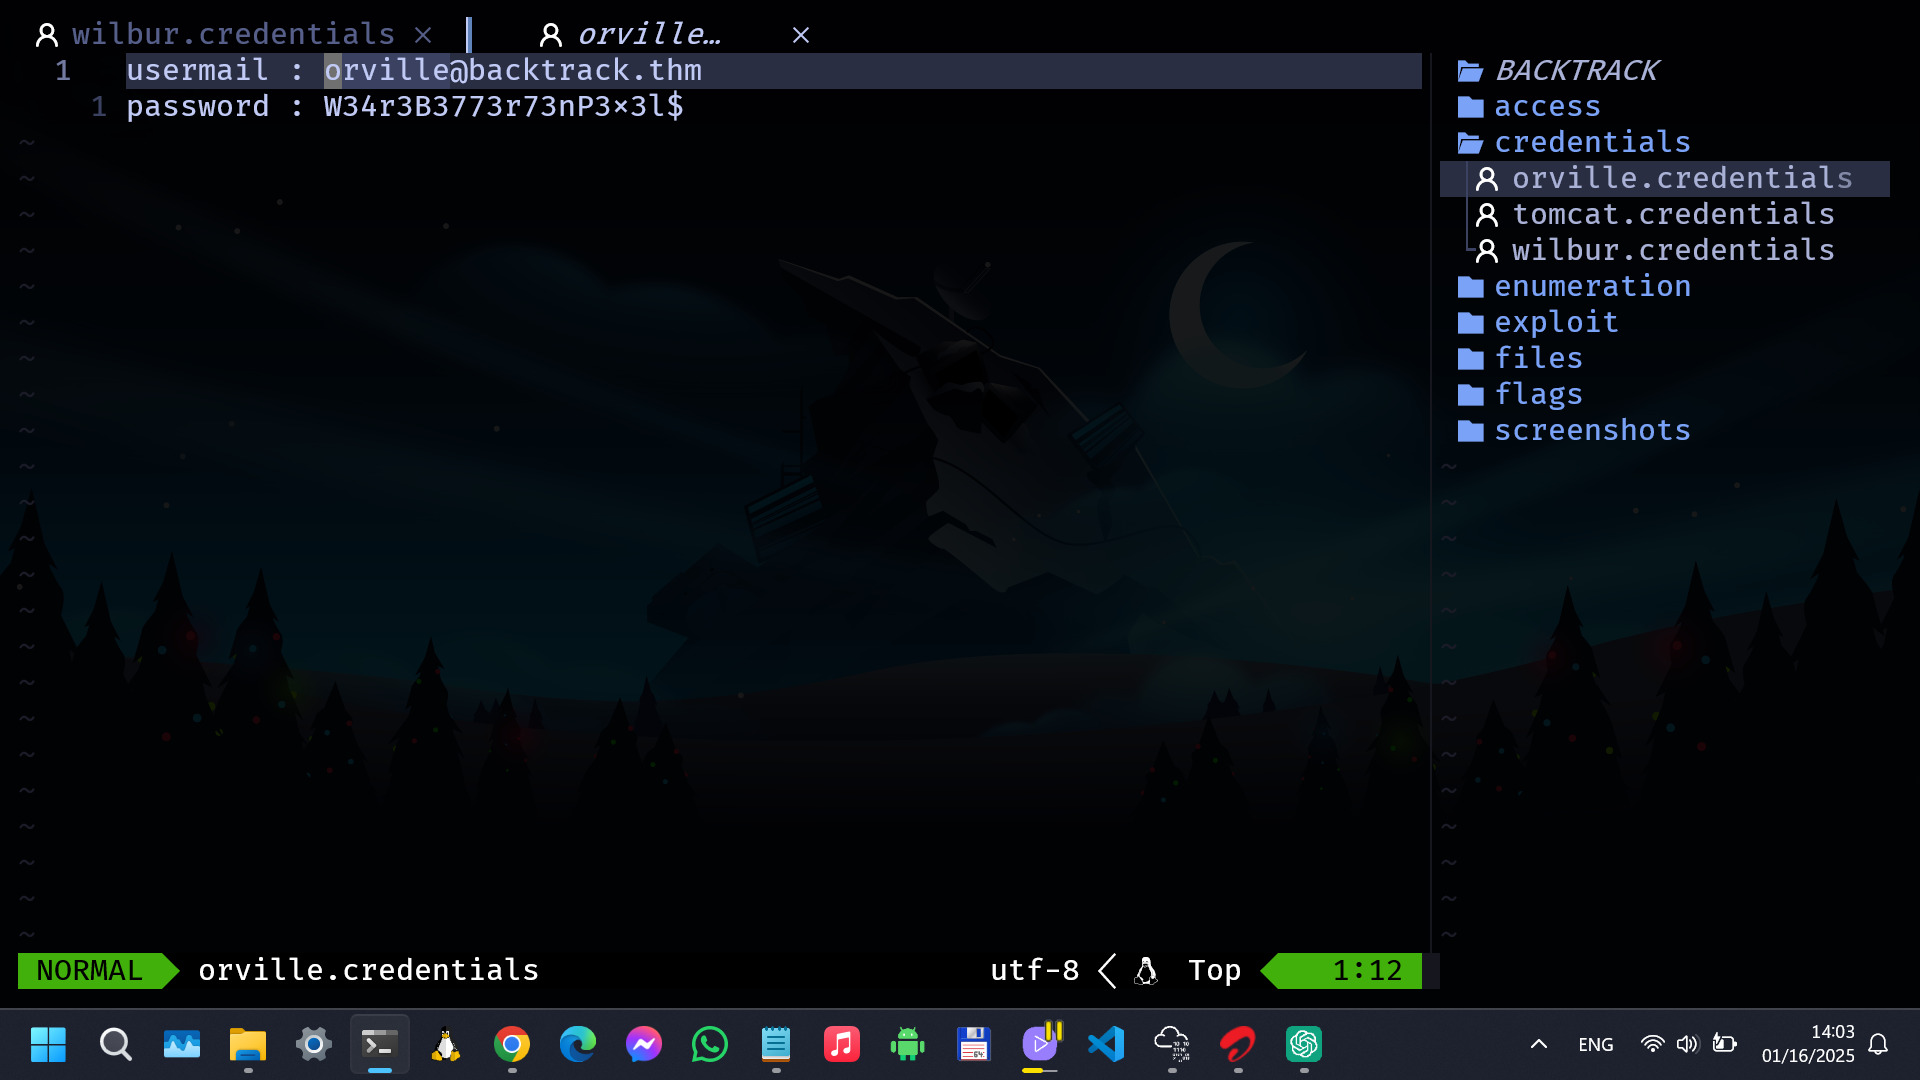 wilbur.credentials ×
orville… ×
1 usermail : orville@backtrack.thm
1 password : W34r3B3773r73nP3×3l$
BACKTRACK
access
credentials
orville.credentials
tomcat.credentials
wilbur.credentials
enumeration
exploit
files
flags
screenshots
NORMAL orville.credentials utf-8 Top 1:12
ENG
14:03
01/16/2025